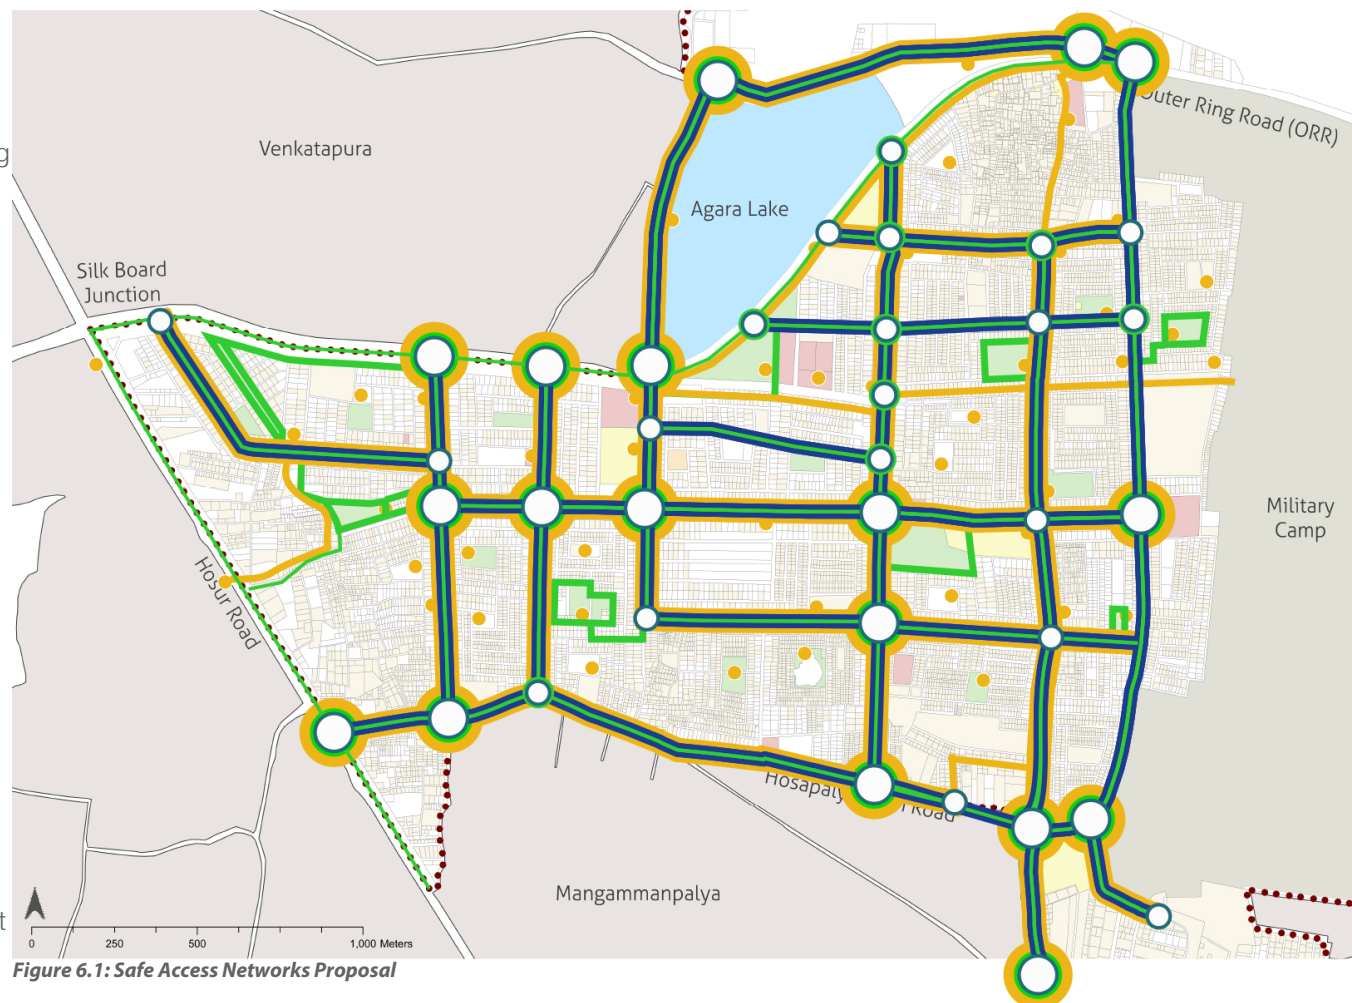 g
Outer Ring Road (ORR)
Venkatapura
Agara Lake
Silk Board
Junction
Military
Camp
Hosur Road
Road
Mangammanpalya
t
0 250 500 1,000 Meters
Figure 6.1: Safe Access Networks Proposal